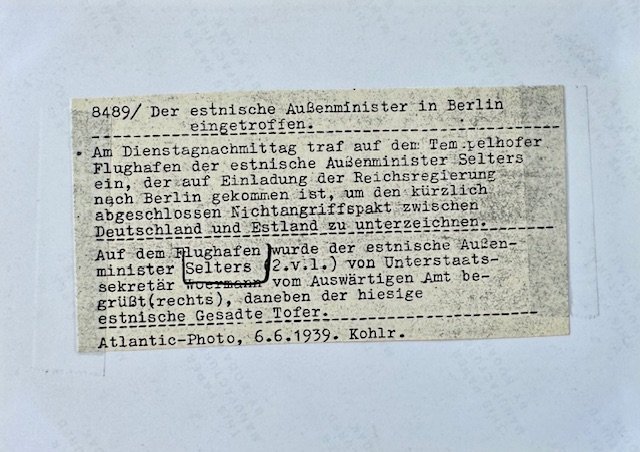 8489/ Der estnische Außenminister in Berlin
eingetroffen.
Am Dienstagnachmittag traf auf dem Tempelhofer
Flughafen der estnische Außenminister Selters
ein, der auf Einladung der Reichsregierung
nach Berlin gekommen ist, um den kürzlich
abgeschlossen Nichtangriffspakt zwischen
Deutschland und Estland zu unterzeichnen.
Auf dem Flughafen wurde der estnische Außen-
minister Selters (2.v.l.) von Unterstaats-
sekretär Woermann vom Auswärtigen Amt be-
grüßt(rechts), daneben der hiesige
estnische Gesadte Tofer.
Atlantic-Photo, 6.6.1939. Kohlr.